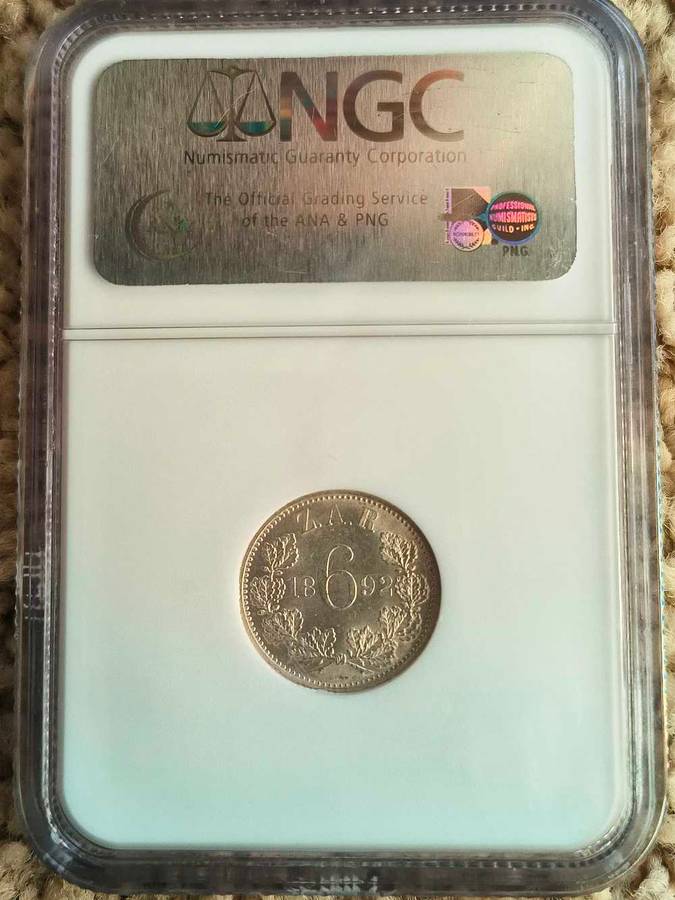 NGC
Numismatic Guaranty Corporation
The Official Grading Service
of the ANA & PNG
PROFESSIONAL
NUMISMATISTS
GUILD - INC.
P.N.G.
Z.A.R
6
18 92